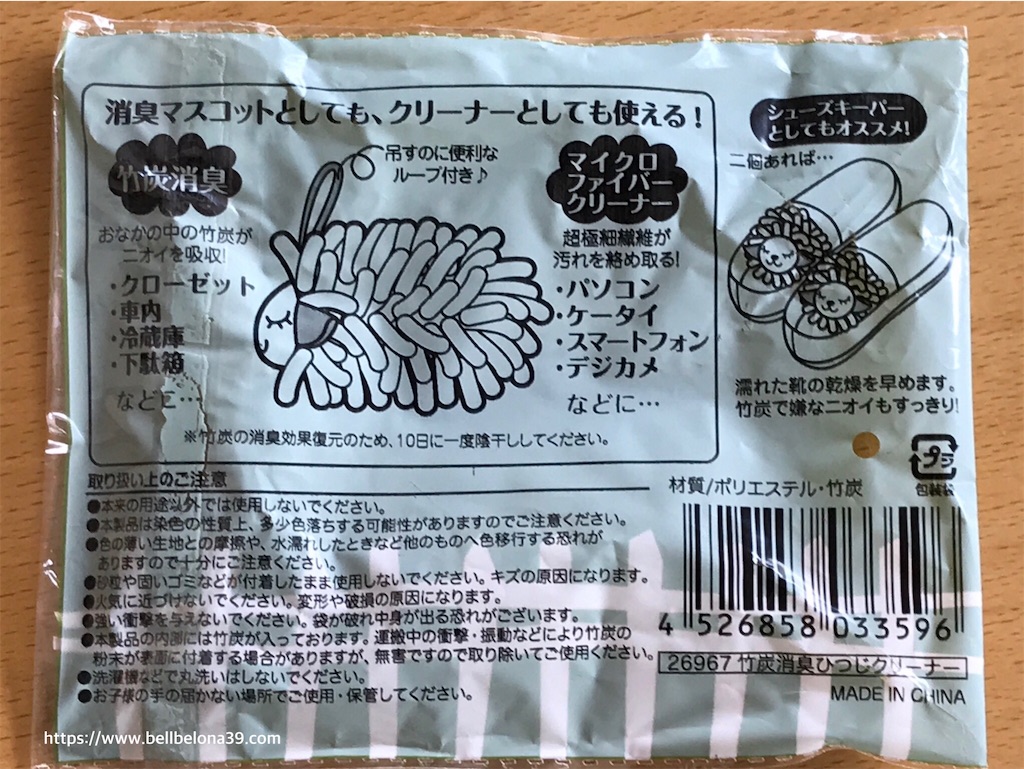 消臭マスコットとしても、クリーナーとしても使える!
竹炭消臭
おなかの中の竹炭が
ニオイを吸収!
・クローゼット
・車内
・冷蔵庫
・下駄箱
などに…
吊すのに便利な
ループ付き♪
マイクロ
ファイバー
クリーナー
超極細繊維が
汚れを絡め取る!
・パソコン
・ケータイ
・スマートフォン
・デジカメ
などに…
※竹炭の消臭効果復元のため、10日に一度陰干ししてください。
シューズキーパー
としてもオススメ!
二個あれば…
濡れた靴の乾燥を早めます。
竹炭で嫌なニオイもすっきり!
プラ
包装袋
取り扱い上のご注意
●本来の用途以外では使用しないでください。
●本製品は染色の性質上、多少色落ちする可能性がありますのでご注意ください。
●色の薄い生地との摩擦や、水濡れしたときなど他のものへ色移行する恐れが
ありますので十分にご注意ください。
●砂粒や固いゴミなどが付着したまま使用しないでください。キズの原因になります。
●火気に近づけないでください。変形や破損の原因になります。
●強い衝撃を与えないでください。袋が破れ中身が出る恐れがございます。
●本製品の内部には竹炭が入っております。運搬中の衝撃・振動などにより竹炭の
粉末が表面に付着する場合がありますが、無害ですので取り除いてご使用ください。
●洗濯機などで丸洗いはしないでください。
●お子様の手の届かない場所でご使用・保管してください。
材質/ポリエステル・竹炭
4 526858 033596
26967 竹炭消臭ひつじクリーナー
MADE IN CHINA
https://www.bellbelona39.com